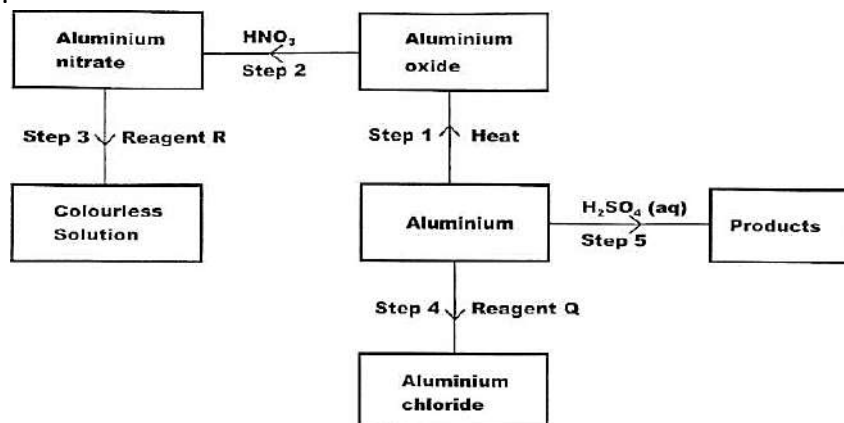 Aluminium
nitrate
HNO₃
Step 2
Aluminium
oxide
Step 3
Reagent R
Step 1
Heat
Colourless
Solution
Aluminium
H₂SO₄ (aq)
Step 5
Products
Step 4
Reagent Q
Aluminium
chloride